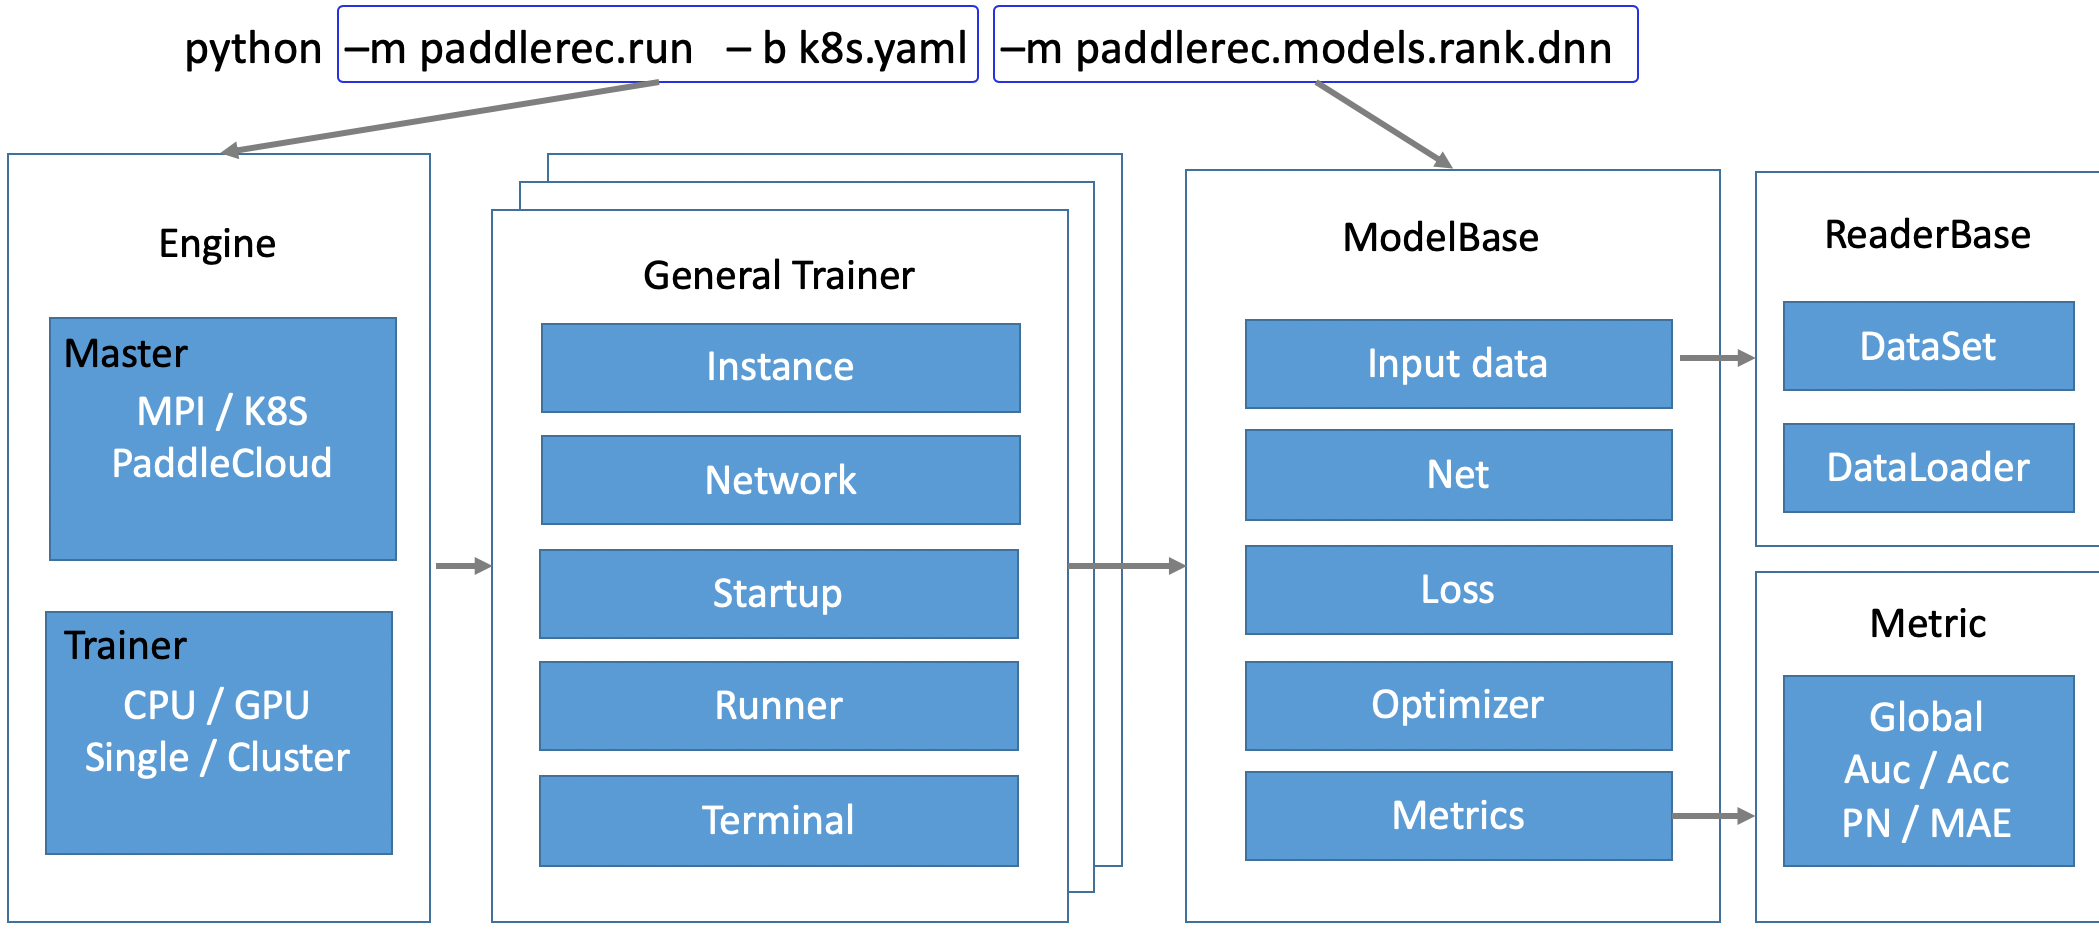 python –m paddlerec.run – b k8s.yaml –m paddlerec.models.rank.dnn
Engine
Master
MPI / K8S
PaddleCloud
Trainer
CPU / GPU
Single / Cluster
General Trainer
Instance
Network
Startup
Runner
Terminal
ModelBase
Input data
Net
Loss
Optimizer
Metrics
ReaderBase
DataSet
DataLoader
Metric
Global
Auc / Acc
PN / MAE